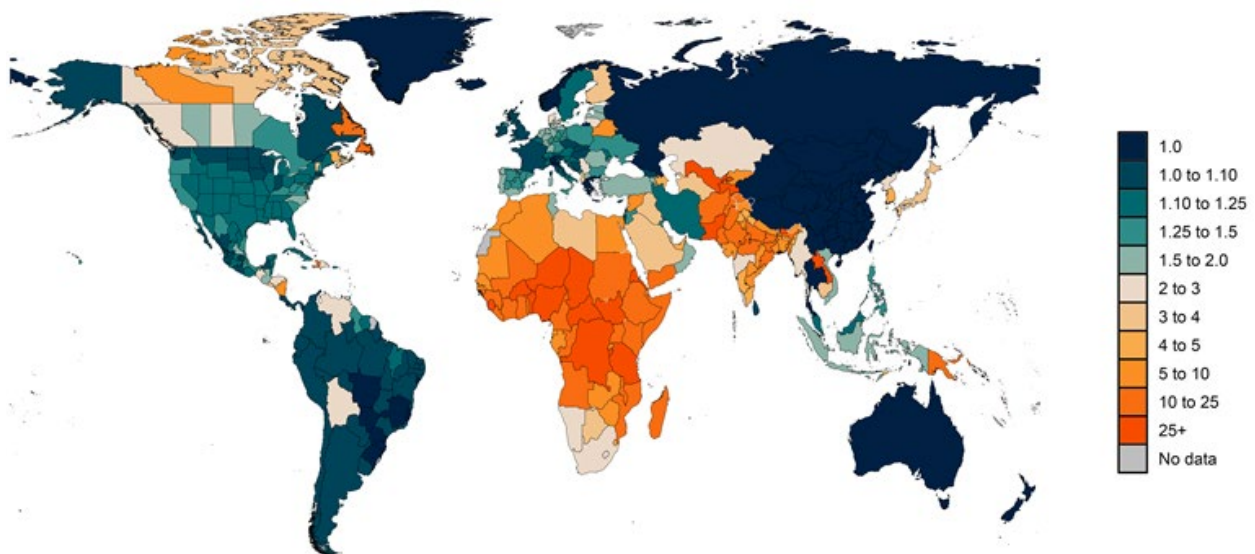 1.0
1.0 to 1.10
1.10 to 1.25
1.25 to 1.5
1.5 to 2.0
2 to 3
3 to 4
4 to 5
5 to 10
10 to 25
25+
No data